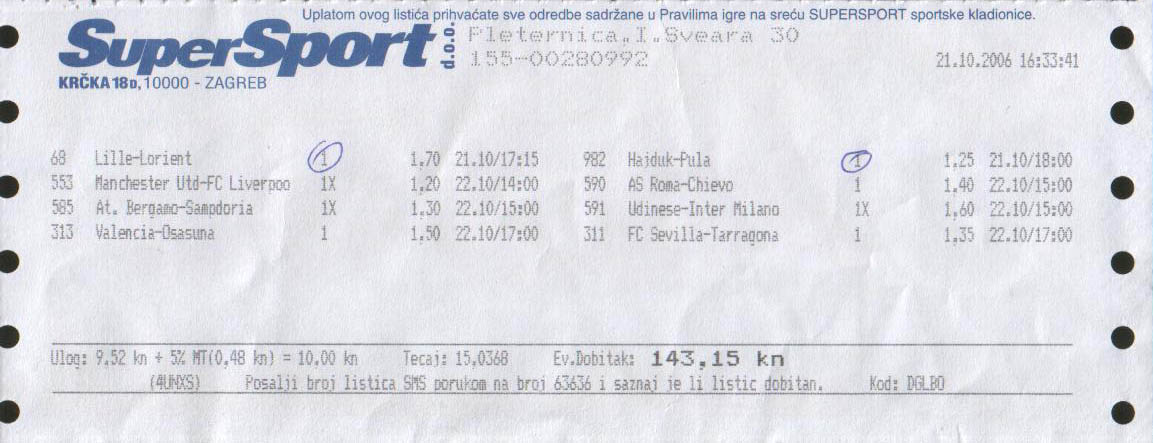 Uplatom ovog listića prihvaćate sve odredbe sadržane u Pravilima igre na sreću SUPERSPORT sportske kladionice.
SuperSport d.o.o.
KRČKA 18D, 10000 - ZAGREB
Pleternica,I.Sveara 30
155-00280992
21.10.2006 16:33:41
68 Lille-Lorient 1 1,70 21.10/17:15 982 Hajduk-Pula 1 1,25 21.10/18:00
553 Manchester Utd-FC Liverpoo 1X 1,20 22.10/14:00 590 AS Roma-Chievo 1 1,40 22.10/15:00
585 At. Bergamo-Sampdoria 1X 1,30 22.10/15:00 591 Udinese-Inter Milano 1X 1,60 22.10/15:00
313 Valencia-Osasuna 1 1,50 22.10/17:00 311 FC Sevilla-Tarragona 1 1,35 22.10/17:00
Ulog: 9,52 kn + 5% MT(0,48 kn) = 10,00 kn Tecaj: 15,0368 Ev.Dobitak: 143,15 kn
(4UNXS) Posalji broj listica SMS porukom na broj 63636 i saznaj je li listic dobitan. Kod: DGLBO